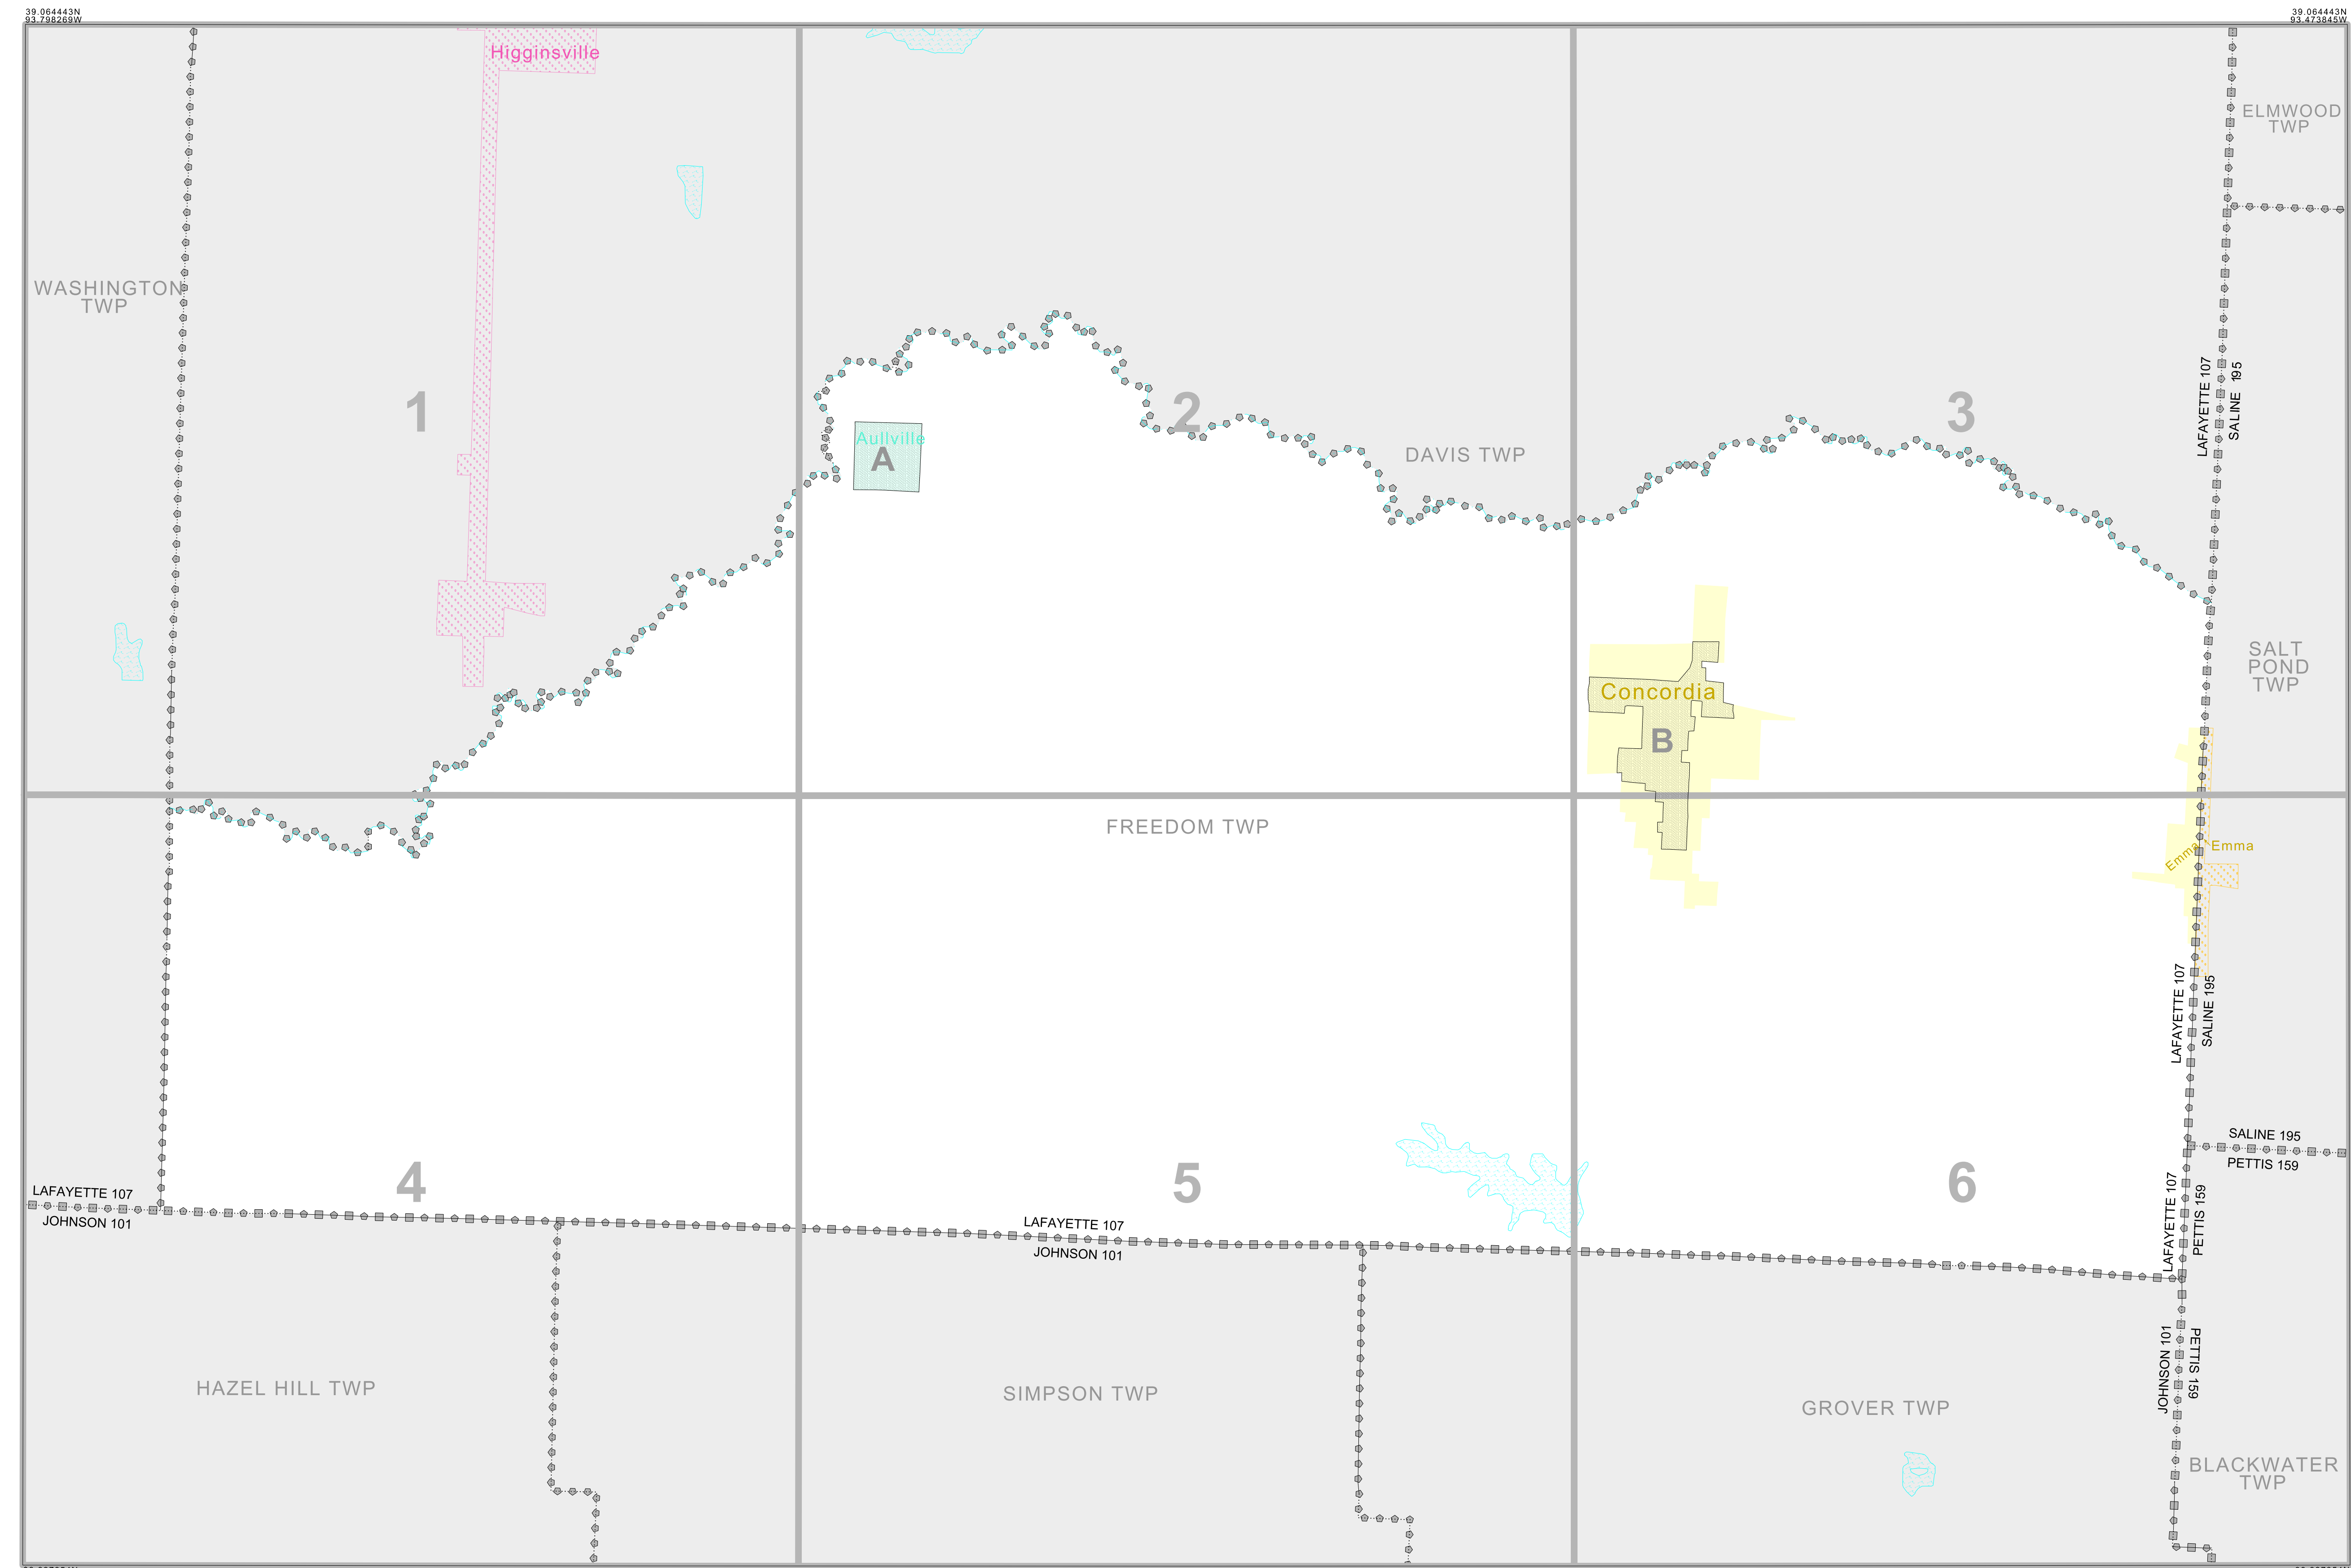 39.064443N
93.798269W
39.064443N
93.473845W
Higginsville
ELMWOOD
TWP
WASHINGTON
TWP
1
2
3
LAFAYETTE 107
SALINE 195
Aullville
A
DAVIS TWP
SALT
POND
TWP
Concordia
B
FREEDOM TWP
Emma
Emma
LAFAYETTE 107
SALINE 195
SALINE 195
PETTIS 159
4
5
6
LAFAYETTE 107
JOHNSON 101
LAFAYETTE 107
JOHNSON 101
LAFAYETTE 107
PETTIS 159
JOHNSON 101
PETTIS 159
HAZEL HILL TWP
SIMPSON TWP
GROVER TWP
BLACKWATER
TWP